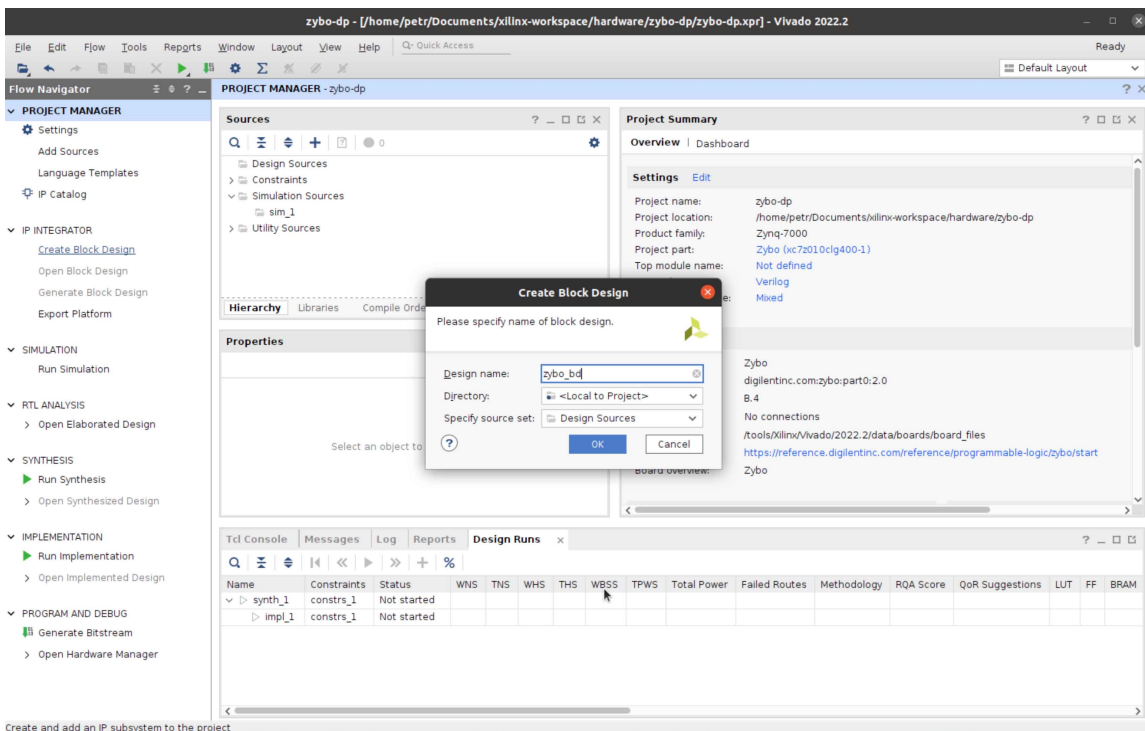 zybo-dp - [/home/petr/Documents/xilinx-workspace/hardware/zybo-dp/zybo-dp.xpr] - Vivado 2022.2
File Edit Flow Tools Reports Window Layout View Help Quick Access Ready
Default Layout
Flow Navigator
PROJECT MANAGER
Settings
Add Sources
Language Templates
IP Catalog
IP INTEGRATOR
Create Block Design
Open Block Design
Generate Block Design
Export Platform
SIMULATION
Run Simulation
RTL ANALYSIS
Open Elaborated Design
SYNTHESIS
Run Synthesis
Open Synthesized Design
IMPLEMENTATION
Run Implementation
Open Implemented Design
PROGRAM AND DEBUG
Generate Bitstream
Open Hardware Manager
PROJECT MANAGER - zybo-dp
Sources
0
Design Sources
Constraints
Simulation Sources
sim_1
Utility Sources
Hierarchy Libraries Compile Orde
Properties
Select an object to
Project Summary
Overview | Dashboard
Settings Edit
Project name: zybo-dp
Project location: /home/petr/Documents/xilinx-workspace/hardware/zybo-dp
Product family: Zynq-7000
Project part: Zybo (xc7z010clg400-1)
Top module name: Not defined
Verilog
e: Mixed
Zybo
digilentinc.com:zybo:part0:2.0
B.4
No connections
/tools/Xilinx/Vivado/2022.2/data/boards/board_files
https://reference.digilentinc.com/reference/programmable-logic/zybo/start
Board overview: Zybo
Create Block Design
Please specify name of block design.
Design name: zybo_bd
Directory: <Local to Project>
Specify source set: Design Sources
? OK Cancel
Tcl Console Messages Log Reports Design Runs
Name Constraints Status WNS TNS WHS THS WBSS TPWS Total Power Failed Routes Methodology RQA Score QoR Suggestions LUT FF BRAM
synth_1 constrs_1 Not started
impl_1 constrs_1 Not started
Create and add an IP subsystem to the project